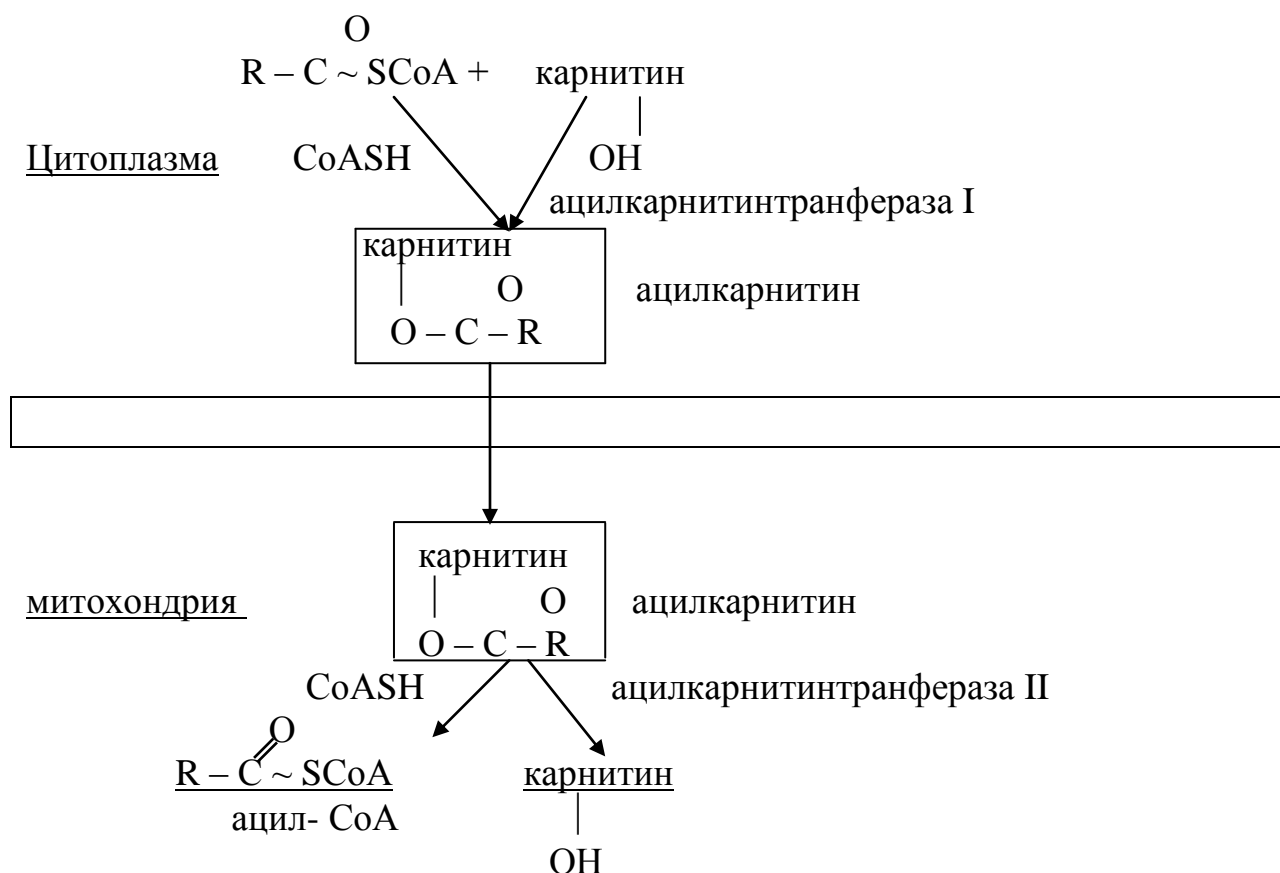 O
R – C ~ SCoA + карнитин
|
Цитоплазма CoASH OH
ацилкарнитинтранфераза I
карнитин
|
O ацилкарнитин
O – C – R
карнитин
|
митохондрия O ацилкарнитин
O – C – R
CoASH ацилкарнитинтранфераза II
O
R – C ~ SCoA карнитин
ацил- CoA |
OH